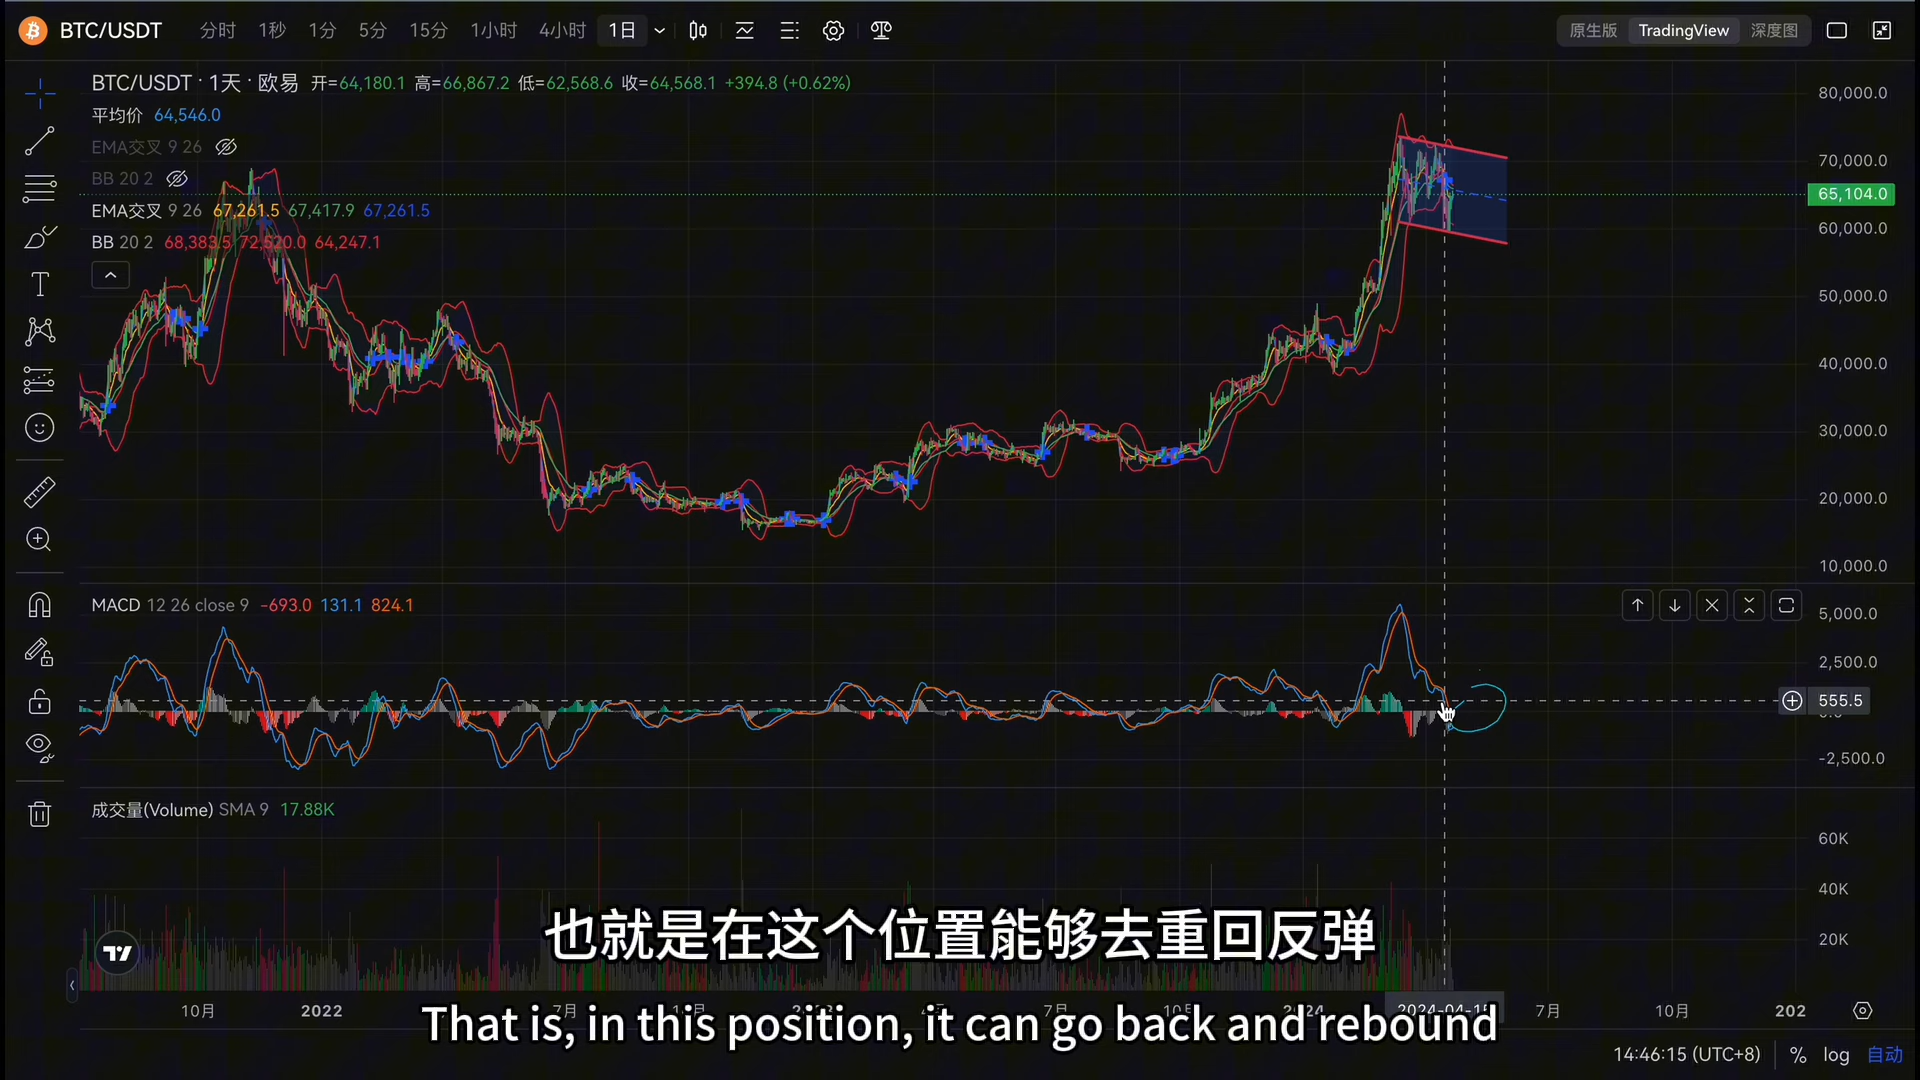 BTC/USDT 分时 1秒 1分 5分 15分 1小时 4小时 1日 原生版 TradingView 深度图
BTC/USDT · 1天 · 欧易 开=64,180.1 高=66,867.2 低=62,568.6 收=64,568.1 +394.8 (+0.62%)
平均价 64,546.0
EMA交叉 9 26
BB 20 2
EMA交叉 9 26 67,261.5 67,417.9 67,261.5
BB 20 2 68,383.5 72,520.0 64,247.1
80,000.0
70,000.0
65,104.0
60,000.0
50,000.0
40,000.0
30,000.0
20,000.0
10,000.0
MACD 12 26 close 9 -693.0 131.1 824.1
5,000.0
2,500.0
555.5
-2,500.0
成交量(Volume) SMA 9 17.88K
60K
40K
20K
也就是在这个位置能够去重回反弹
10月 2022 7月 7月 2024-04-15 7月 10月 202
That is, in this position, it can go back and rebound
14:46:15 (UTC+8) % log 自动